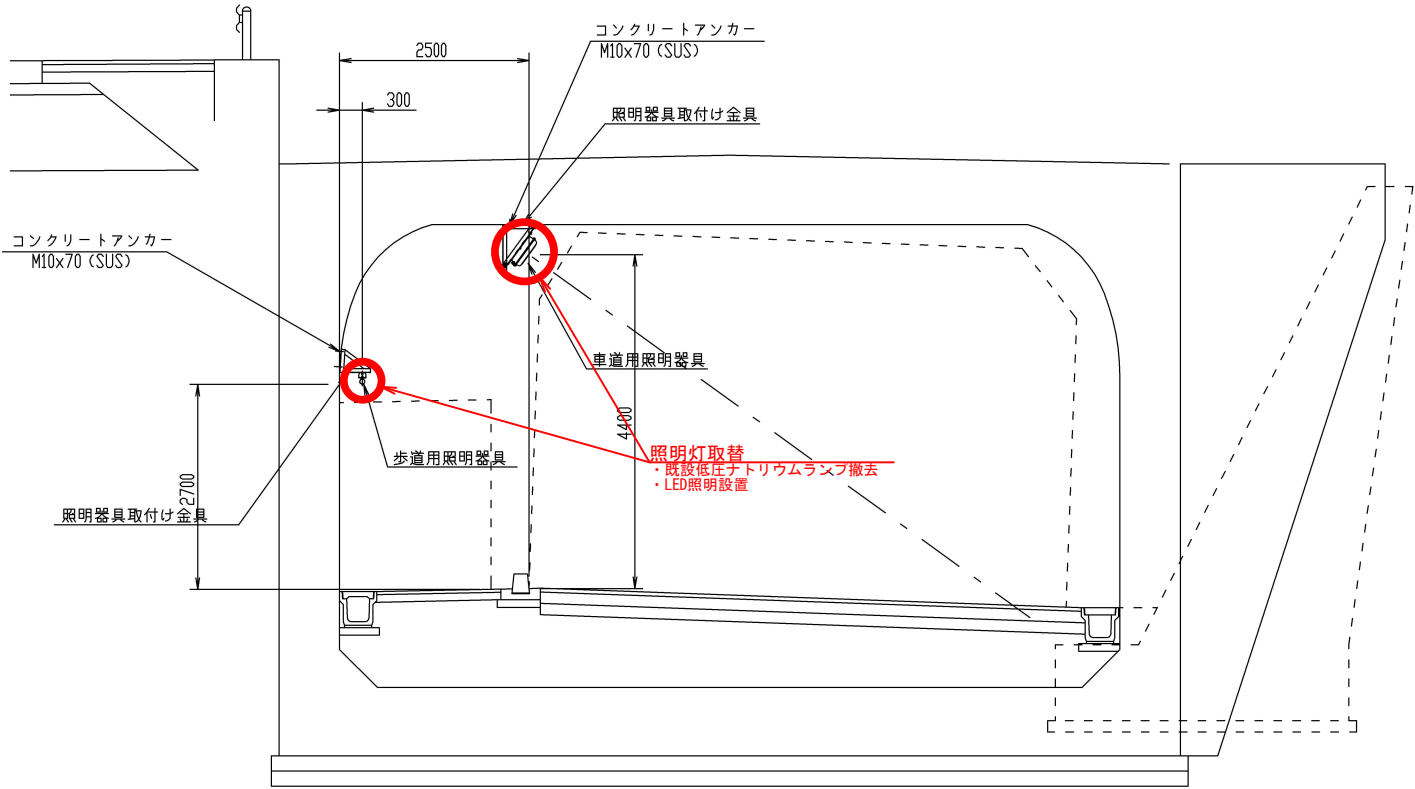 コンクリートアンカー
M10x70 (SUS)
2500
300
照明器具取付け金具
コンクリートアンカー
M10x70 (SUS)
車道用照明器具
4400
歩道用照明器具
照明灯取替
・既設低圧ナトリウムランプ撤去
・LED照明設置
2700
照明器具取付け金具